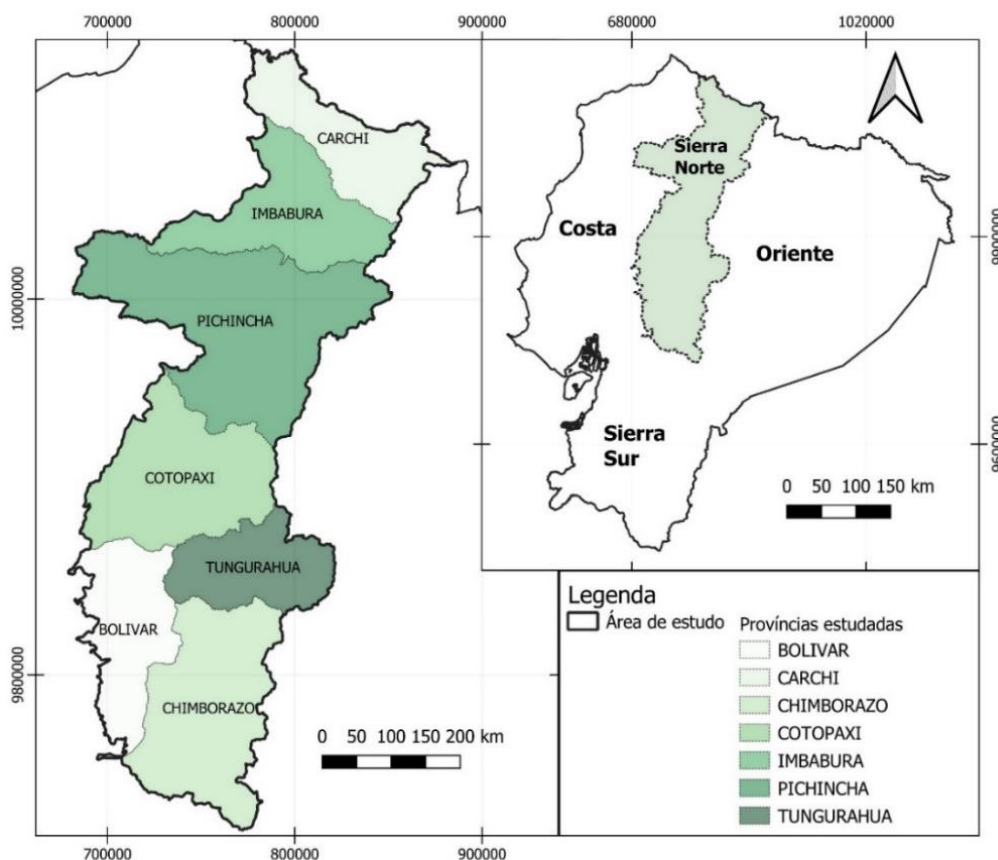 700000 800000 900000 680000 1020000
CARCHI
IMBABURA
PICHINCHA
COTOPAXI
TUNGURAHUA
BOLIVAR
CHIMBORAZO
10000000
9800000
0 50 100 150 200 km
700000 800000 900000
Sierra
Norte
Costa
Oriente
Sierra
Sur
9900000
9600000
0 50 100 150 km
Legenda
Área de estudo
Províncias estudadas
BOLIVAR
CARCHI
CHIMBORAZO
COTOPAXI
IMBABURA
PICHINCHA
TUNGURAHUA